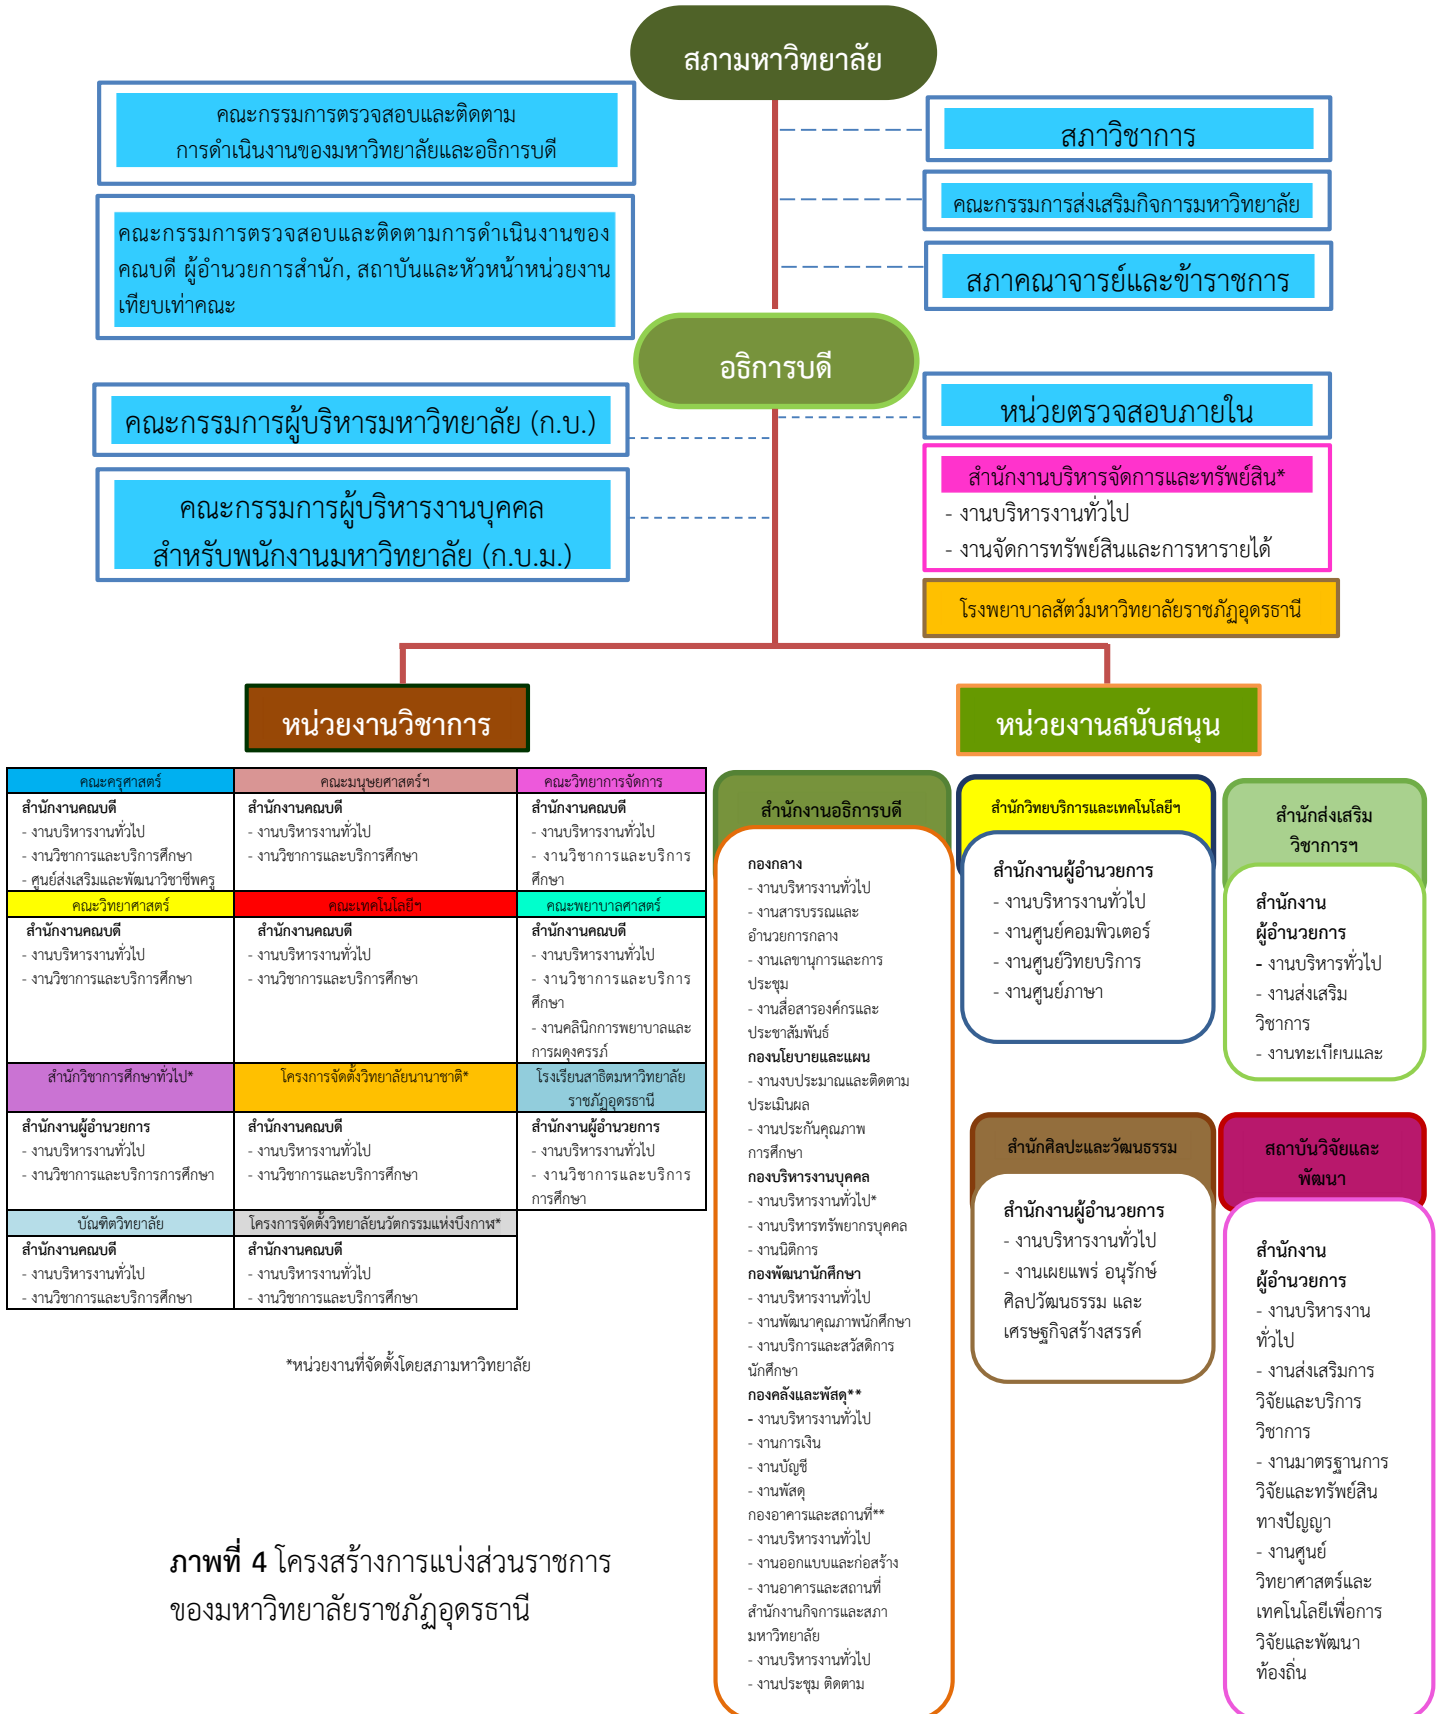 สภามหาวิทยาลัย
คณะกรรมการตรวจสอบและติดตาม
การดำเนินงานของมหาวิทยาลัยและอธิการบดี
สภาวิชาการ
คณะกรรมการส่งเสริมกิจการมหาวิทยาลัย
คณะกรรมการตรวจสอบและติดตามการดำเนินงานของ
คณบดี ผู้อำนวยการสำนัก, สถาบันและหัวหน้าหน่วยงาน
เทียบเท่าคณะ
สภาคณาจารย์และข้าราชการ
อธิการบดี
คณะกรรมการผู้บริหารมหาวิทยาลัย (ก.บ.)
หน่วยตรวจสอบภายใน
คณะกรรมการผู้บริหารงานบุคคล
สำหรับพนักงานมหาวิทยาลัย (ก.บ.ม.)
สำนักงานบริหารจัดการและทรัพย์สิน*
- งานบริหารงานทั่วไป
- งานจัดการทรัพย์สินและการหารายได้
โรงพยาบาลสัตว์มหาวิทยาลัยราชภัฏอุดรธานี
หน่วยงานวิชาการ
หน่วยงานสนับสนุน
คณะครุศาสตร์
สำนักงานคณบดี
- งานบริหารงานทั่วไป
- งานวิชาการและบริการศึกษา
- ศูนย์ส่งเสริมและพัฒนาวิชาชีพครู
คณะมนุษยศาสตร์ฯ
สำนักงานคณบดี
- งานบริหารงานทั่วไป
- งานวิชาการและบริการศึกษา
คณะวิทยาการจัดการ
สำนักงานคณบดี
- งานบริหารงานทั่วไป
- งานวิชาการและบริการ
ศึกษา
คณะวิทยาศาสตร์
สำนักงานคณบดี
- งานบริหารงานทั่วไป
- งานวิชาการและบริการศึกษา
คณะเทคโนโลยีฯ
สำนักงานคณบดี
- งานบริหารงานทั่วไป
- งานวิชาการและบริการศึกษา
คณะพยาบาลศาสตร์
สำนักงานคณบดี
- งานบริหารงานทั่วไป
- งานวิชาการและบริการ
ศึกษา
- งานคลินิกการพยาบาลและ
การผดุงครรภ์
สำนักวิชาการศึกษาทั่วไป*
สำนักงานผู้อำนวยการ
- งานบริหารงานทั่วไป
- งานวิชาการและบริการการศึกษา
โครงการจัดตั้งวิทยาลัยนานาชาติ*
สำนักงานคณบดี
- งานบริหารงานทั่วไป
- งานวิชาการและบริการศึกษา
โรงเรียนสาธิตมหาวิทยาลัย
ราชภัฏอุดรธานี
สำนักงานผู้อำนวยการ
- งานบริหารงานทั่วไป
- งานวิชาการและบริการ
การศึกษา
บัณฑิตวิทยาลัย
สำนักงานคณบดี
- งานบริหารงานทั่วไป
- งานวิชาการและบริการศึกษา
โครงการจัดตั้งวิทยาลัยนวัตกรรมแห่งบึงกาฬ*
สำนักงานคณบดี
- งานบริหารงานทั่วไป
- งานวิชาการและบริการศึกษา
*หน่วยงานที่จัดตั้งโดยสภามหาวิทยาลัย
สำนักงานอธิการบดี
กองกลาง
- งานบริหารงานทั่วไป
- งานสารบรรณและ
อำนวยการกลาง
- งานเลขานุการและการ
ประชุม
- งานสื่อสารองค์กรและ
ประชาสัมพันธ์
กองนโยบายและแผน
- งานงบประมาณและติดตาม
ประเมินผล
- งานประกันคุณภาพ
การศึกษา
กองบริหารงานบุคคล
- งานบริหารงานทั่วไป*
- งานบริหารทรัพยากรบุคคล
- งานนิติการ
กองพัฒนานักศึกษา
- งานบริหารงานทั่วไป
- งานพัฒนาคุณภาพนักศึกษา
- งานบริการและสวัสดิการ
นักศึกษา
กองคลังและพัสดุ**
- งานบริหารงานทั่วไป
- งานการเงิน
- งานบัญชี
- งานพัสดุ
กองอาคารและสถานที่**
- งานบริหารงานทั่วไป
- งานออกแบบและก่อสร้าง
- งานอาคารและสถานที่
สำนักงานกิจการและสภา
มหาวิทยาลัย
- งานบริหารงานทั่วไป
- งานประชุม ติดตาม
สำนักวิทยบริการและเทคโนโลยีฯ
สำนักงานผู้อำนวยการ
- งานบริหารงานทั่วไป
- งานศูนย์คอมพิวเตอร์
- งานศูนย์วิทยบริการ
- งานศูนย์ภาษา
สำนักส่งเสริม
วิชาการฯ
สำนักงาน
ผู้อำนวยการ
- งานบริหารทั่วไป
- งานส่งเสริม
วิชาการ
- งานทะเบียนและ
สำนักศิลปะและวัฒนธรรม
สำนักงานผู้อำนวยการ
- งานบริหารงานทั่วไป
- งานเผยแพร่ อนุรักษ์
ศิลปวัฒนธรรม และ
เศรษฐกิจสร้างสรรค์
สถาบันวิจัยและ
พัฒนา
สำนักงาน
ผู้อำนวยการ
- งานบริหารงาน
ทั่วไป
- งานส่งเสริมการ
วิจัยและบริการ
วิชาการ
- งานมาตรฐานการ
วิจัยและทรัพย์สิน
ทางปัญญา
- งานศูนย์
วิทยาศาสตร์และ
เทคโนโลยีเพื่อการ
วิจัยและพัฒนา
ท้องถิ่น
ภาพที่ 4 โครงสร้างการแบ่งส่วนราชการ
ของมหาวิทยาลัยราชภัฏอุดรธานี